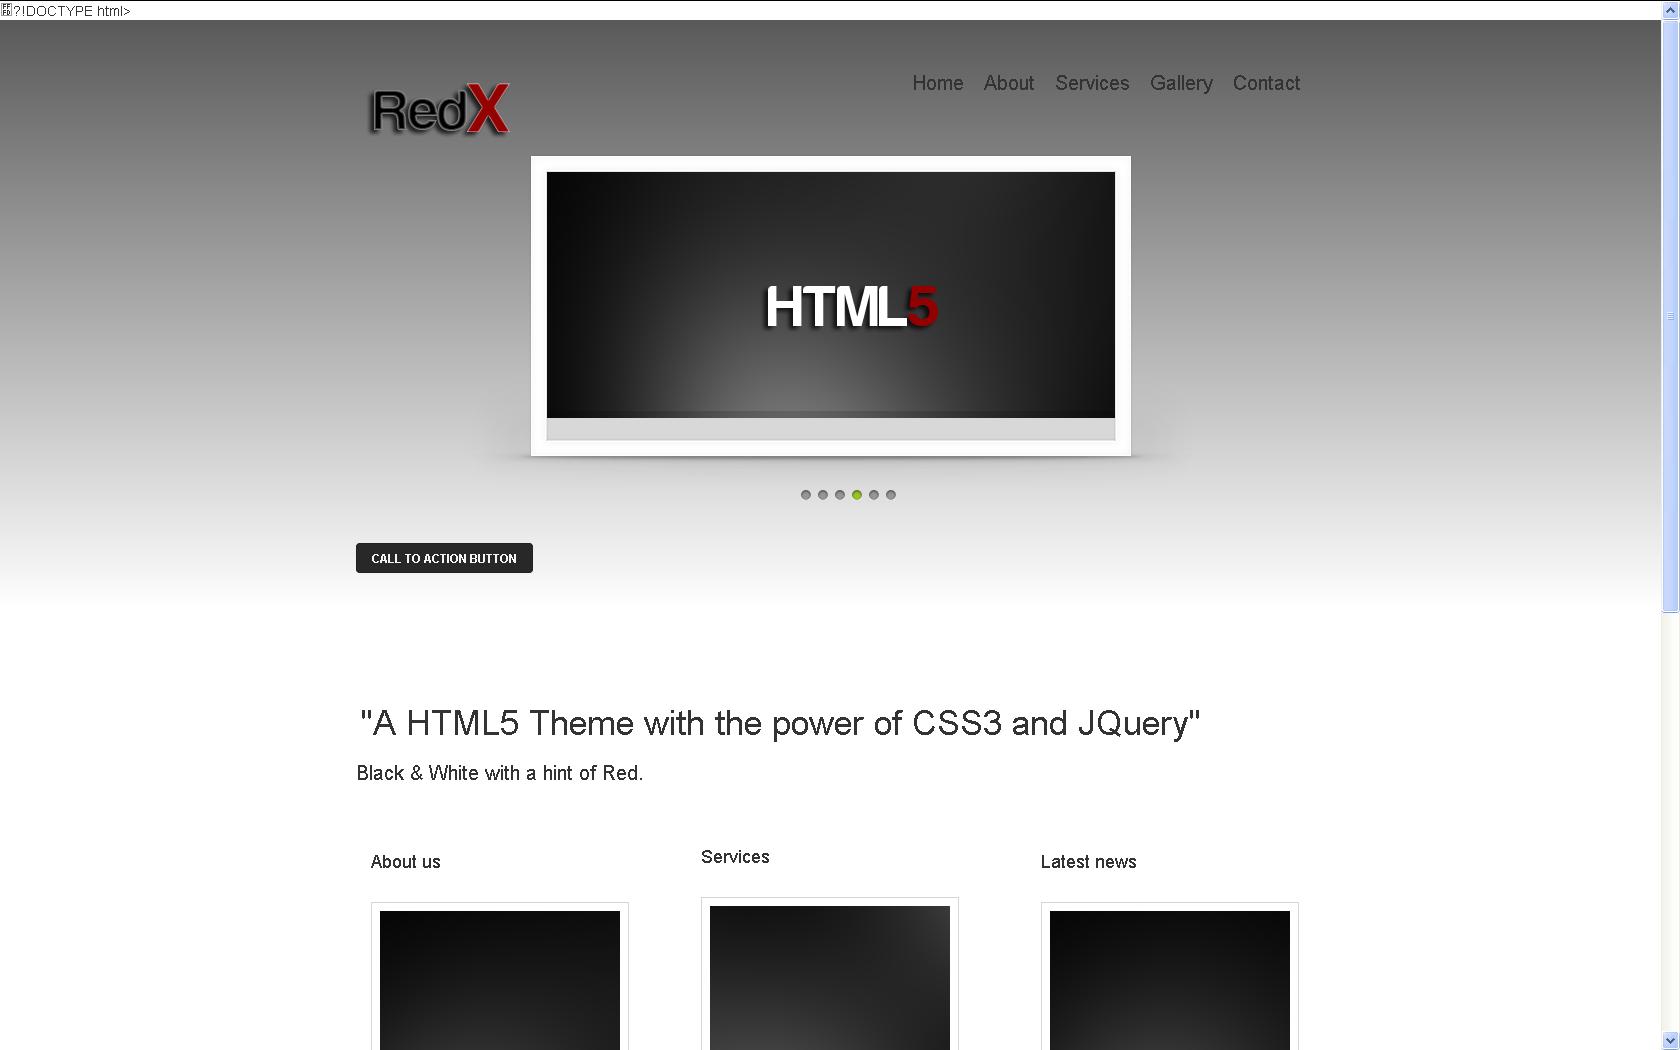 ?!DOCTYPE html>
RedX
Home About Services Gallery Contact
HTML5
CALL TO ACTION BUTTON
"A HTML5 Theme with the power of CSS3 and JQuery"
Black & White with a hint of Red.
About us
Services
Latest news